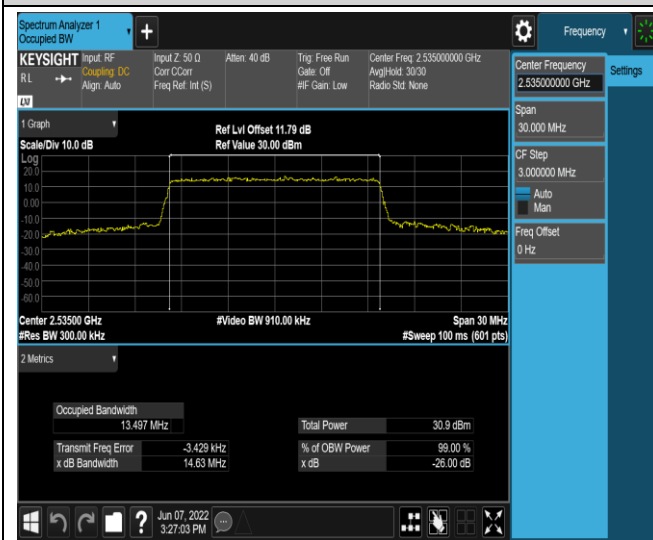 Spectrum Analyzer 1
Occupied BW
+
Frequency
KEYSIGHT
RL
LXI
Input: RF
Coupling: DC
Align: Auto
Input Z: 50 Ω
Corr CCorr
Freq Ref: Int (S)
Atten: 40 dB
Trig: Free Run
Gate: Off
#IF Gain: Low
Center Freq: 2.535000000 GHz
Avg|Hold: 30/30
Radio Std: None
Center Frequency
2.535000000 GHz
Settings
Span
30.000 MHz
CF Step
3.000000 MHz
Auto
Man
Freq Offset
0 Hz
1 Graph
Scale/Div 10.0 dB
Ref Lvl Offset 11.79 dB
Ref Value 30.00 dBm
Log
20.0
10.0
0.00
-10.0
-20.0
-30.0
-40.0
-50.0
-60.0
Center 2.53500 GHz
#Res BW 300.00 kHz
#Video BW 910.00 kHz
Span 30 MHz
#Sweep 100 ms (601 pts)
2 Metrics
Occupied Bandwidth
13.497 MHz
Total Power 30.9 dBm
Transmit Freq Error -3.429 kHz
% of OBW Power 99.00 %
x dB Bandwidth 14.63 MHz
x dB -26.00 dB
?
Jun 07, 2022
3:27:03 PM